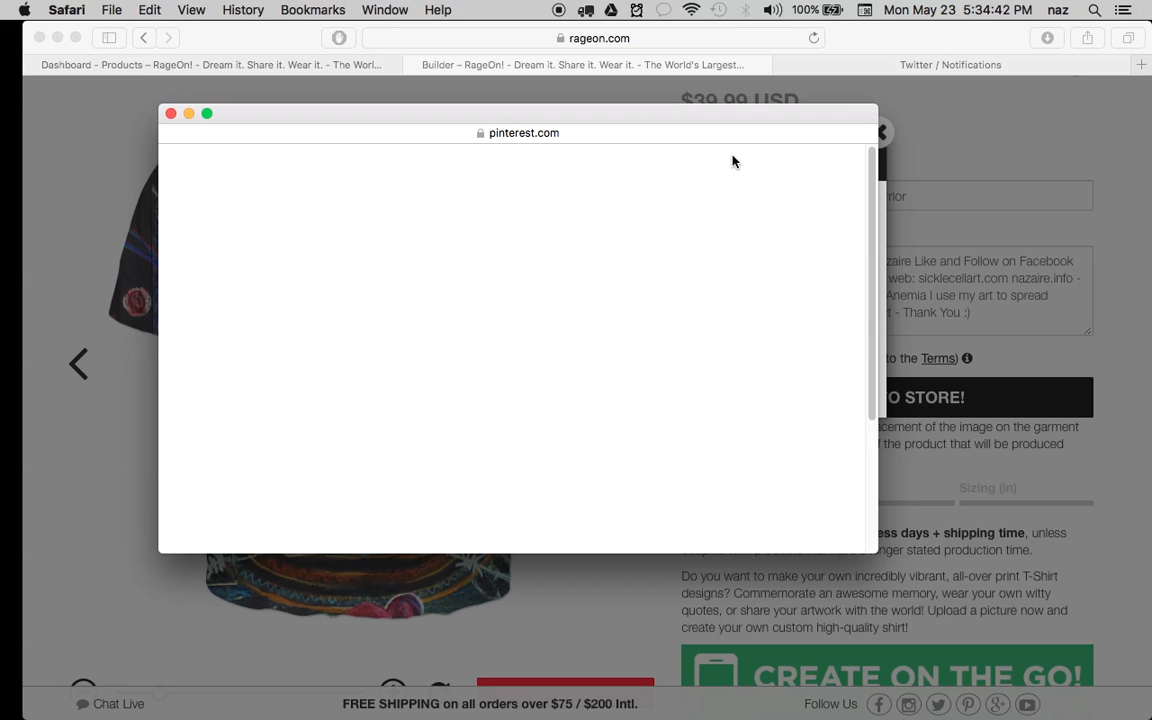 Safari File Edit View History Bookmarks Window Help 100% Mon May 23 5:34:42 PM naz
rageon.com
Dashboard - Products – RageOn! - Dream it. Share it. Wear it. - The Worl... Builder – RageOn! - Dream it. Share it. Wear it. - The World's Largest... Twitter / Notifications
$39.99 USD
pinterest.com
rior
zaire Like and Follow on Facebook
web: sicklecellart.com nazaire.info -
Anemia I use my art to spread
t - Thank You :)
to the Terms)
O STORE!
cement of the image on the garment
f the product that will be produced
Sizing (in)
ess days + shipping time, unless
nger stated production time.
Do you want to make your own incredibly vibrant, all-over print T-Shirt
designs? Commemorate an awesome memory, wear your own witty
quotes, or share your artwork with the world! Upload a picture now and
create your own custom high-quality shirt!
CREATE ON THE GO!
Chat Live FREE SHIPPING on all orders over $75 / $200 Intl. Follow Us